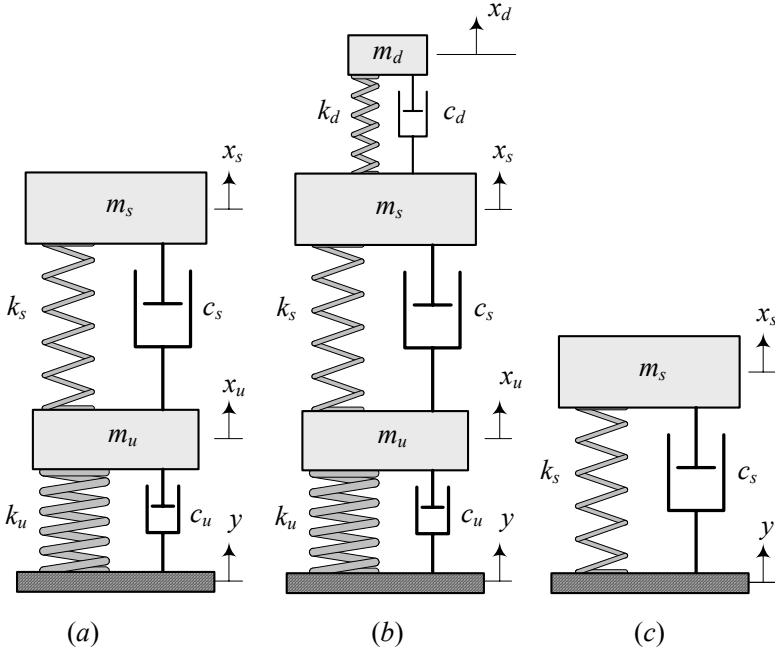 x_d
m_d
k_d
c_d
x_s
x_s
m_s
m_s
k_s
c_s
k_s
c_s
x_s
m_s
x_u
x_u
m_u
m_u
k_s
c_s
k_u
c_u
y
k_u
c_u
y
y
(a)
(b)
(c)